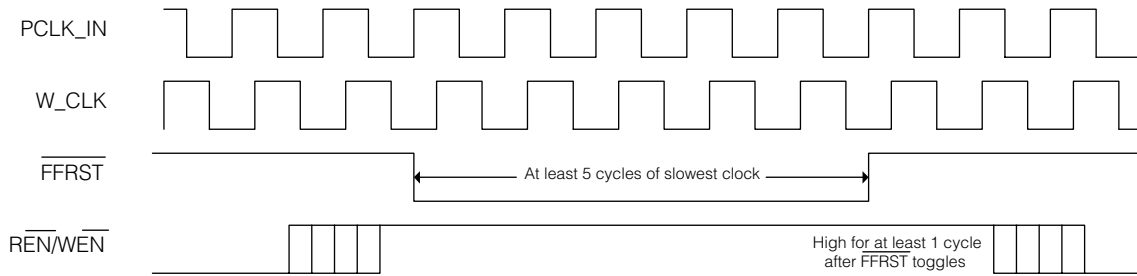 PCLK_IN
W_CLK
FFRST
At least 5 cycles of slowest clock
REN/WEN
High for at least 1 cycle
after FFRST toggles